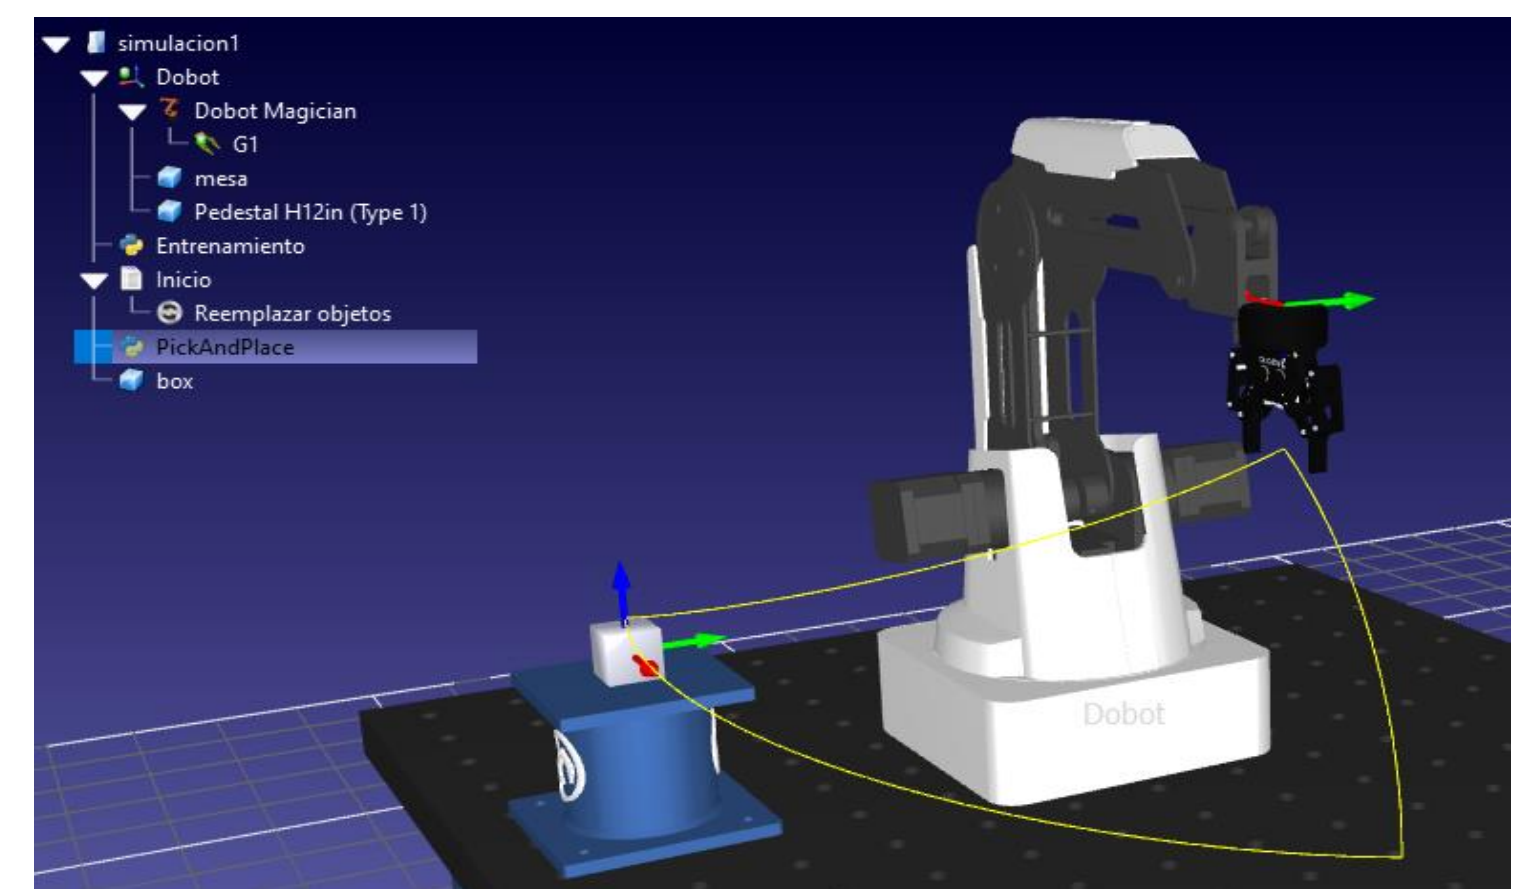 simulacion1
Dobot
Dobot Magician
G1
mesa
Pedestal H12in (Type 1)
Entrenamiento
Inicio
Reemplazar objetos
PickAndPlace
box
Dobot